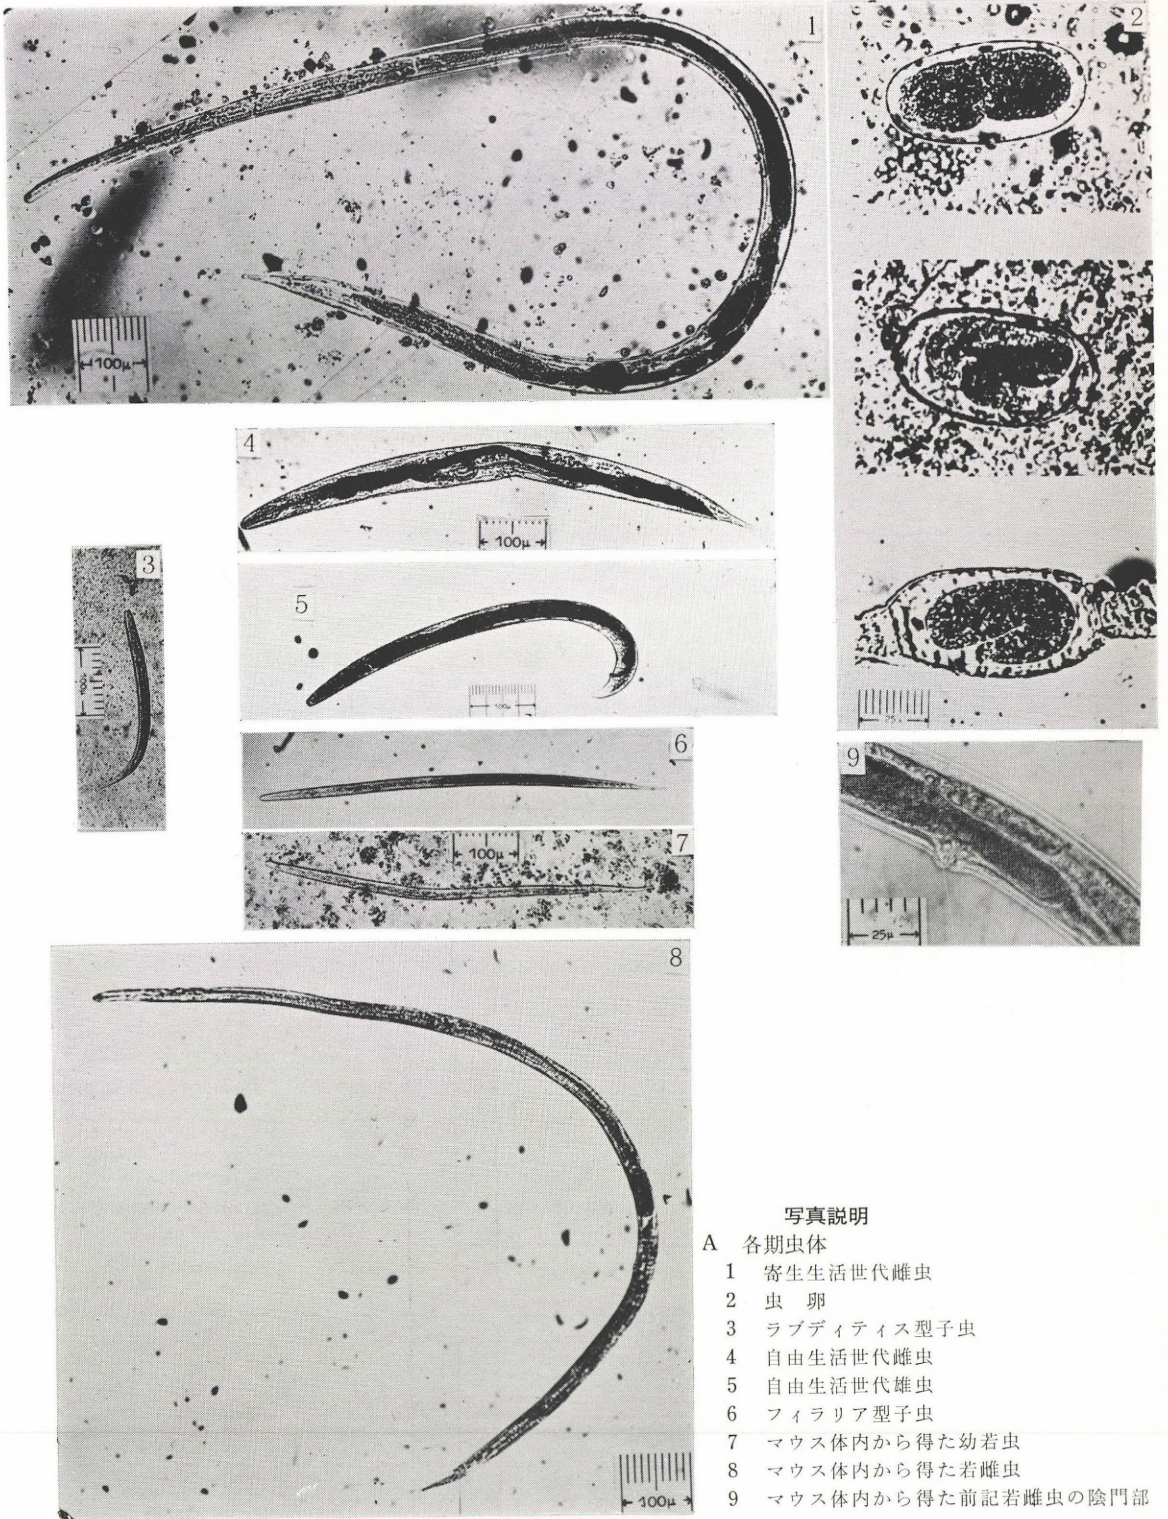 1
2
←100μ→
4
← 100μ →
3
5
100μ
6
7
←100μ→
9
← 25μ→
8
←100μ→
写真説明
A 各期虫体
1 寄生生活世代雌虫
2 虫 卵
3 ラブディティス型子虫
4 自由生活世代雌虫
5 自由生活世代雄虫
6 フィラリア型子虫
7 マウス体内から得た幼若虫
8 マウス体内から得た若雌虫
9 マウス体内から得た前記若雌虫の陰門部